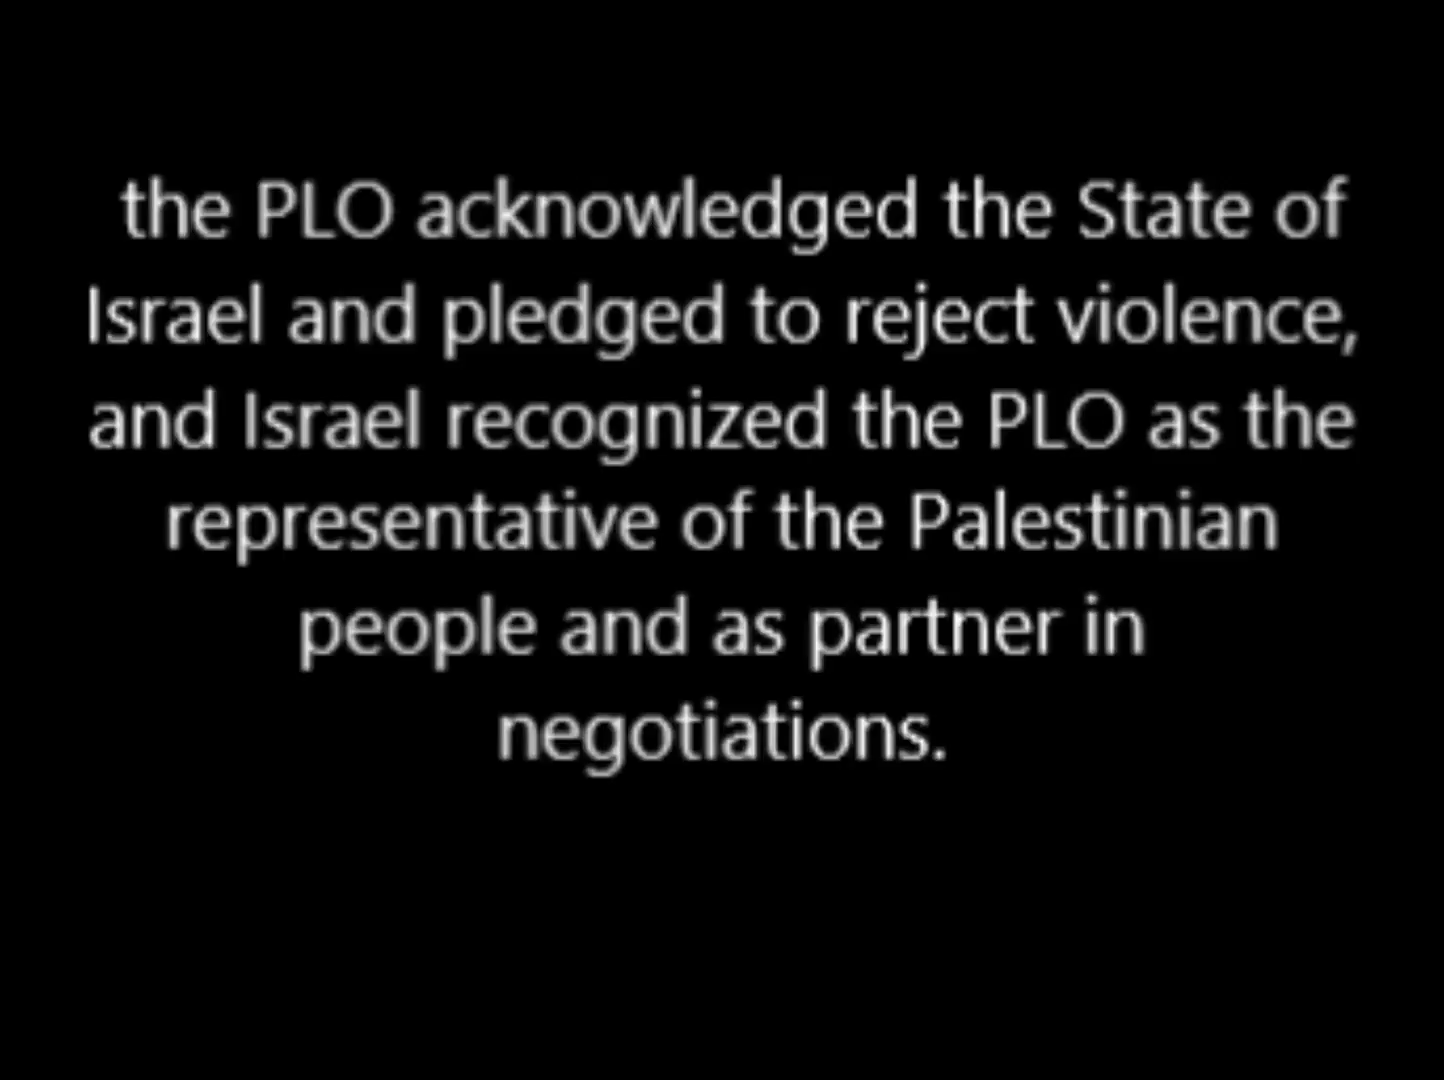 the PLO acknowledged the State of
Israel and pledged to reject violence,
and Israel recognized the PLO as the
representative of the Palestinian
people and as partner in
negotiations.